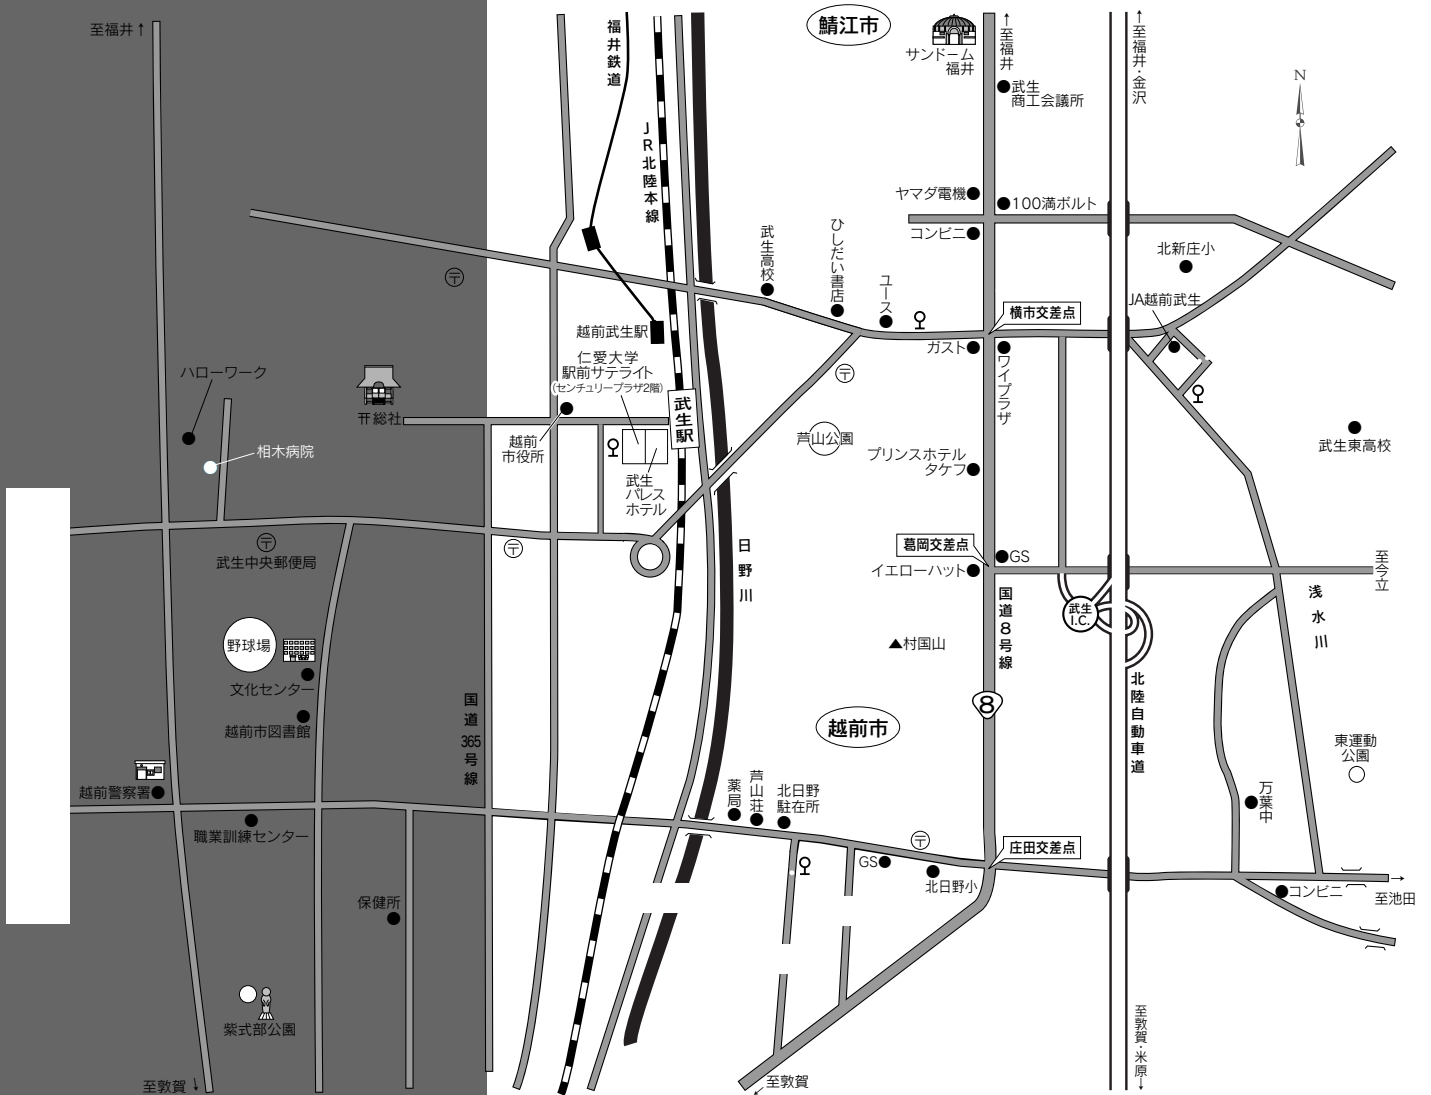 至福井↑
福井鉄道
JR北陸本線
鯖江市
サンドーム
福井
↑至福井
武生
商工会議所
↑至福井・金沢
N
ヤマダ電機
100満ボルト
コンビニ
武生高校
ひしだい書店
ユース
北新庄小
JA越前武生
横市交差点
ガスト
ワイプラザ
越前武生駅
仁愛大学
駅前サテライト
(センチュリープラザ2階)
武生駅
ハローワーク
総社
相木病院
越前
市役所
武生
パレス
ホテル
芦山公園
プリンスホテル
タケフ
武生東高校
〒
武生中央郵便局
〒
〒
〒
日野川
葛岡交差点
GS
イエローハット
至今立
国道8号線
武生
I.C.
浅水川
野球場
文化センター
越前市図書館
村国山
8
越前市
国道365号線
北陸自動車道
東運動
公園
万葉中
越前警察署
職業訓練センター
薬局
芦山荘
北日野
駐在所
〒
庄田交差点
GS
北日野小
コンビニ
→
至池田
保健所
紫式部公園
至敦賀↓
至敦賀
至敦賀・米原↓